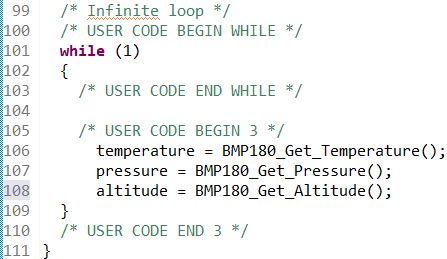 99 /* Infinite loop */
100 /* USER CODE BEGIN WHILE */
101 while (1)
102 {
103 /* USER CODE END WHILE */
104
105 /* USER CODE BEGIN 3 */
106 temperature = BMP180_Get_Temperature();
107 pressure = BMP180_Get_Pressure();
108 altitude = BMP180_Get_Altitude();
109 }
110 /* USER CODE END 3 */
111 }